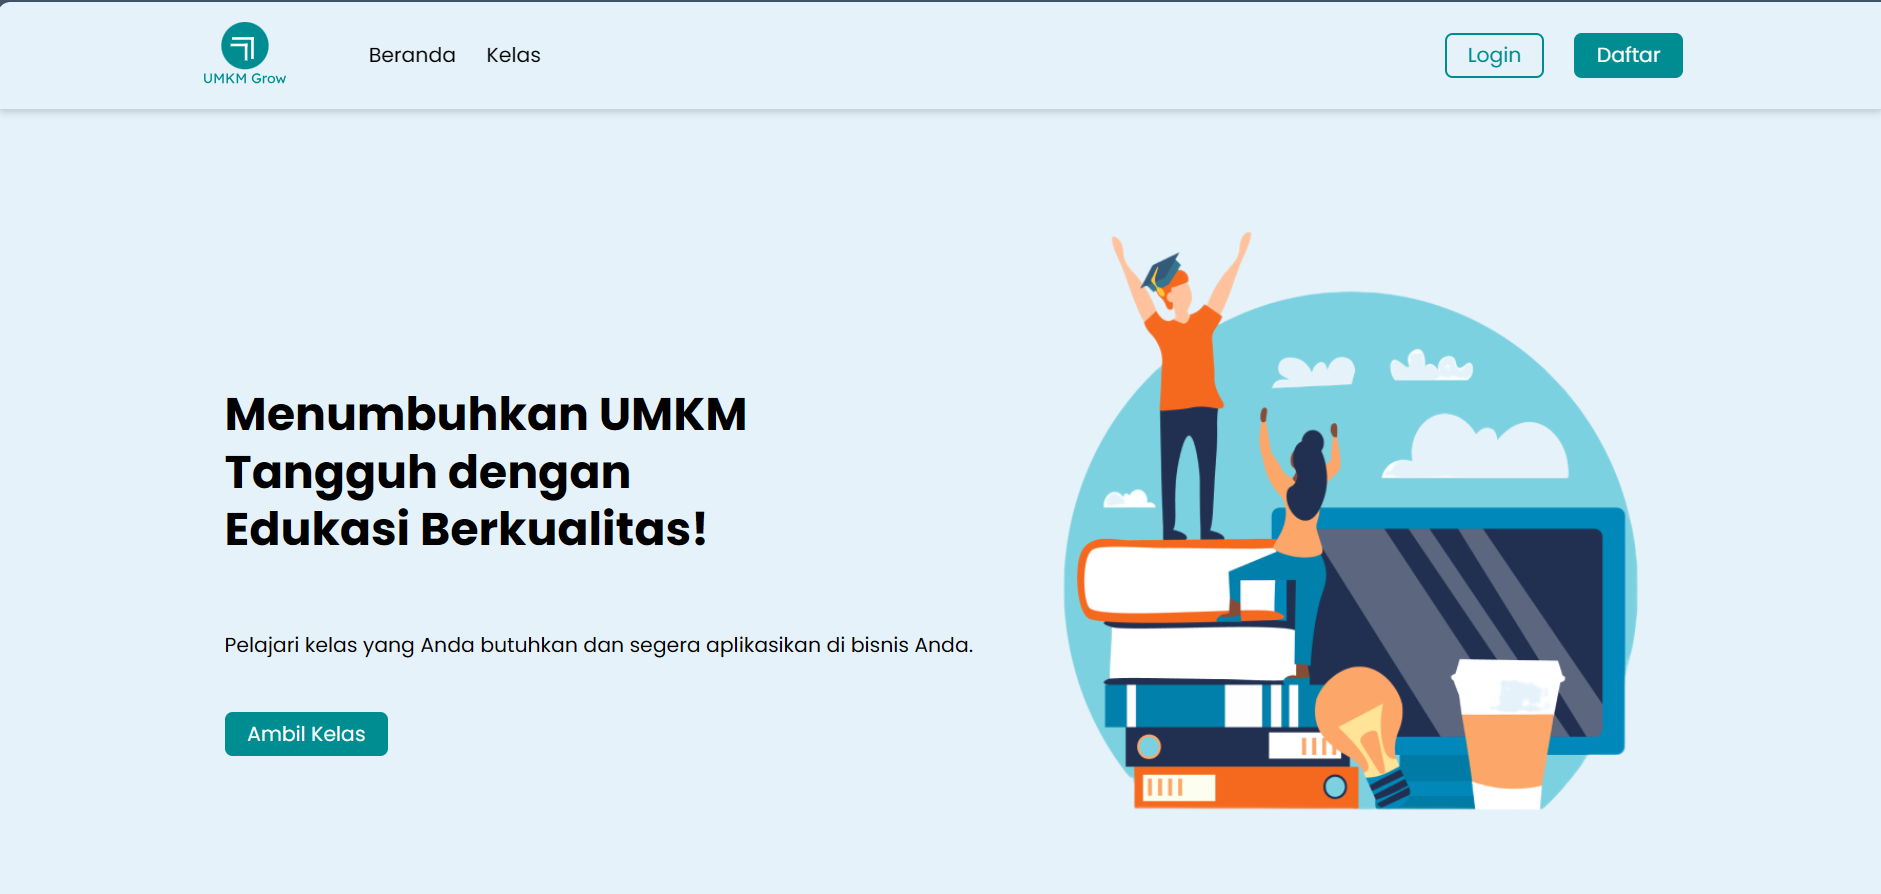 UMKM Grow
Beranda
Kelas
Login
Daftar
Menumbuhkan UMKM
Tangguh dengan
Edukasi Berkualitas!
Pelajari kelas yang Anda butuhkan dan segera aplikasikan di bisnis Anda.
Ambil Kelas